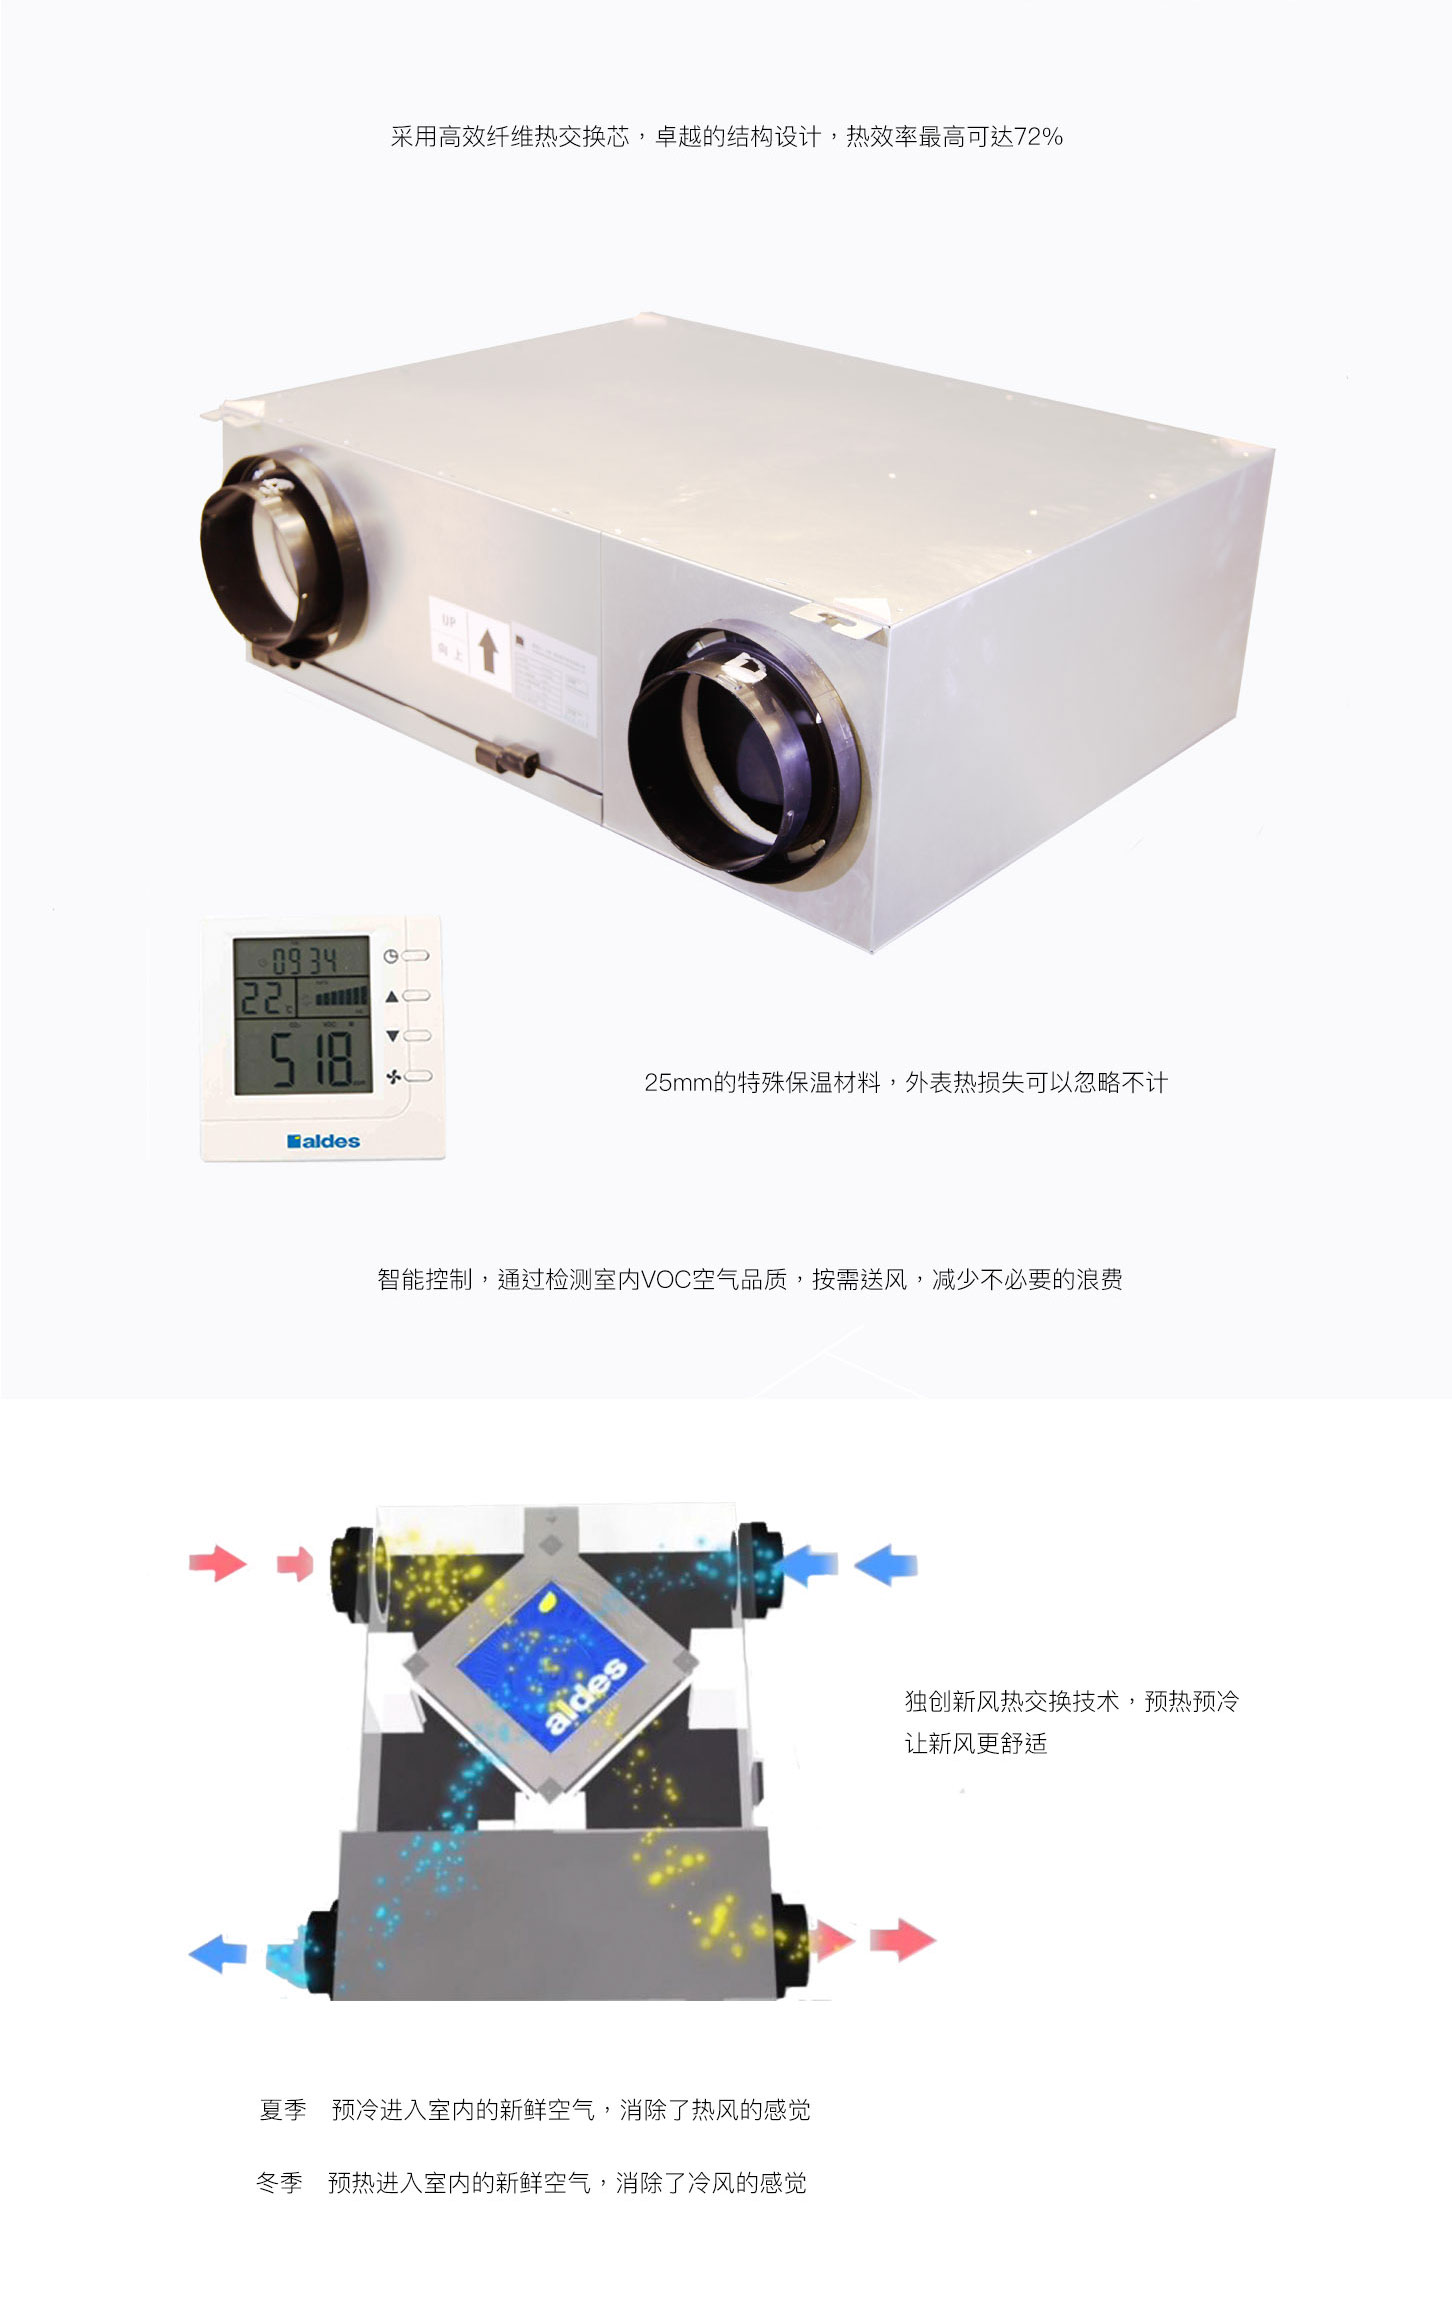 采用高效纤维热交换芯，卓越的结构设计，热效率最高可达72%
UP
向上
09 34
22 ℃
CO₂ VOC
518
aldes
25mm的特殊保温材料，外表热损失可以忽略不计
智能控制，通过检测室内VOC空气品质，按需送风，减少不必要的浪费
aldes
独创新风热交换技术，预热预冷
让新风更舒适
夏季 预冷进入室内的新鲜空气，消除了热风的感觉
冬季 预热进入室内的新鲜空气，消除了冷风的感觉